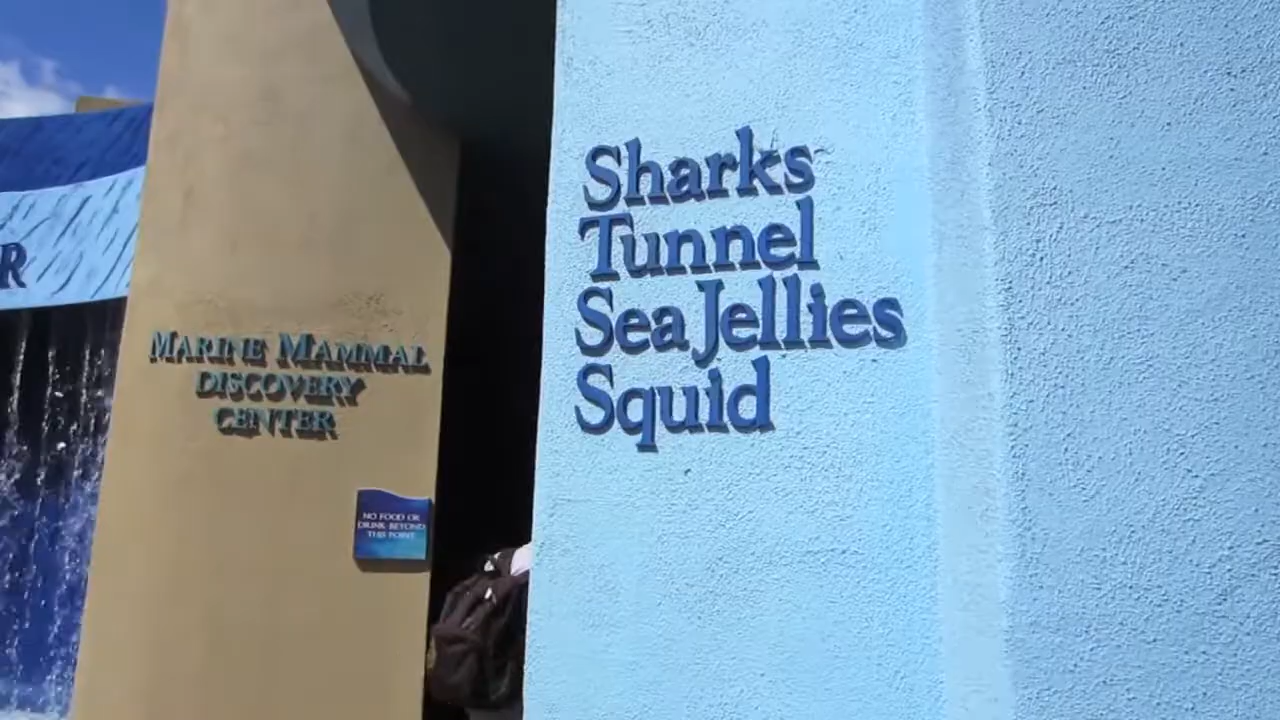 R
MARINE MAMMAL
DISCOVERY
CENTER
NO FOOD OR
DRINK BEYOND
THIS POINT
Sharks
Tunnel
Sea Jellies
Squid